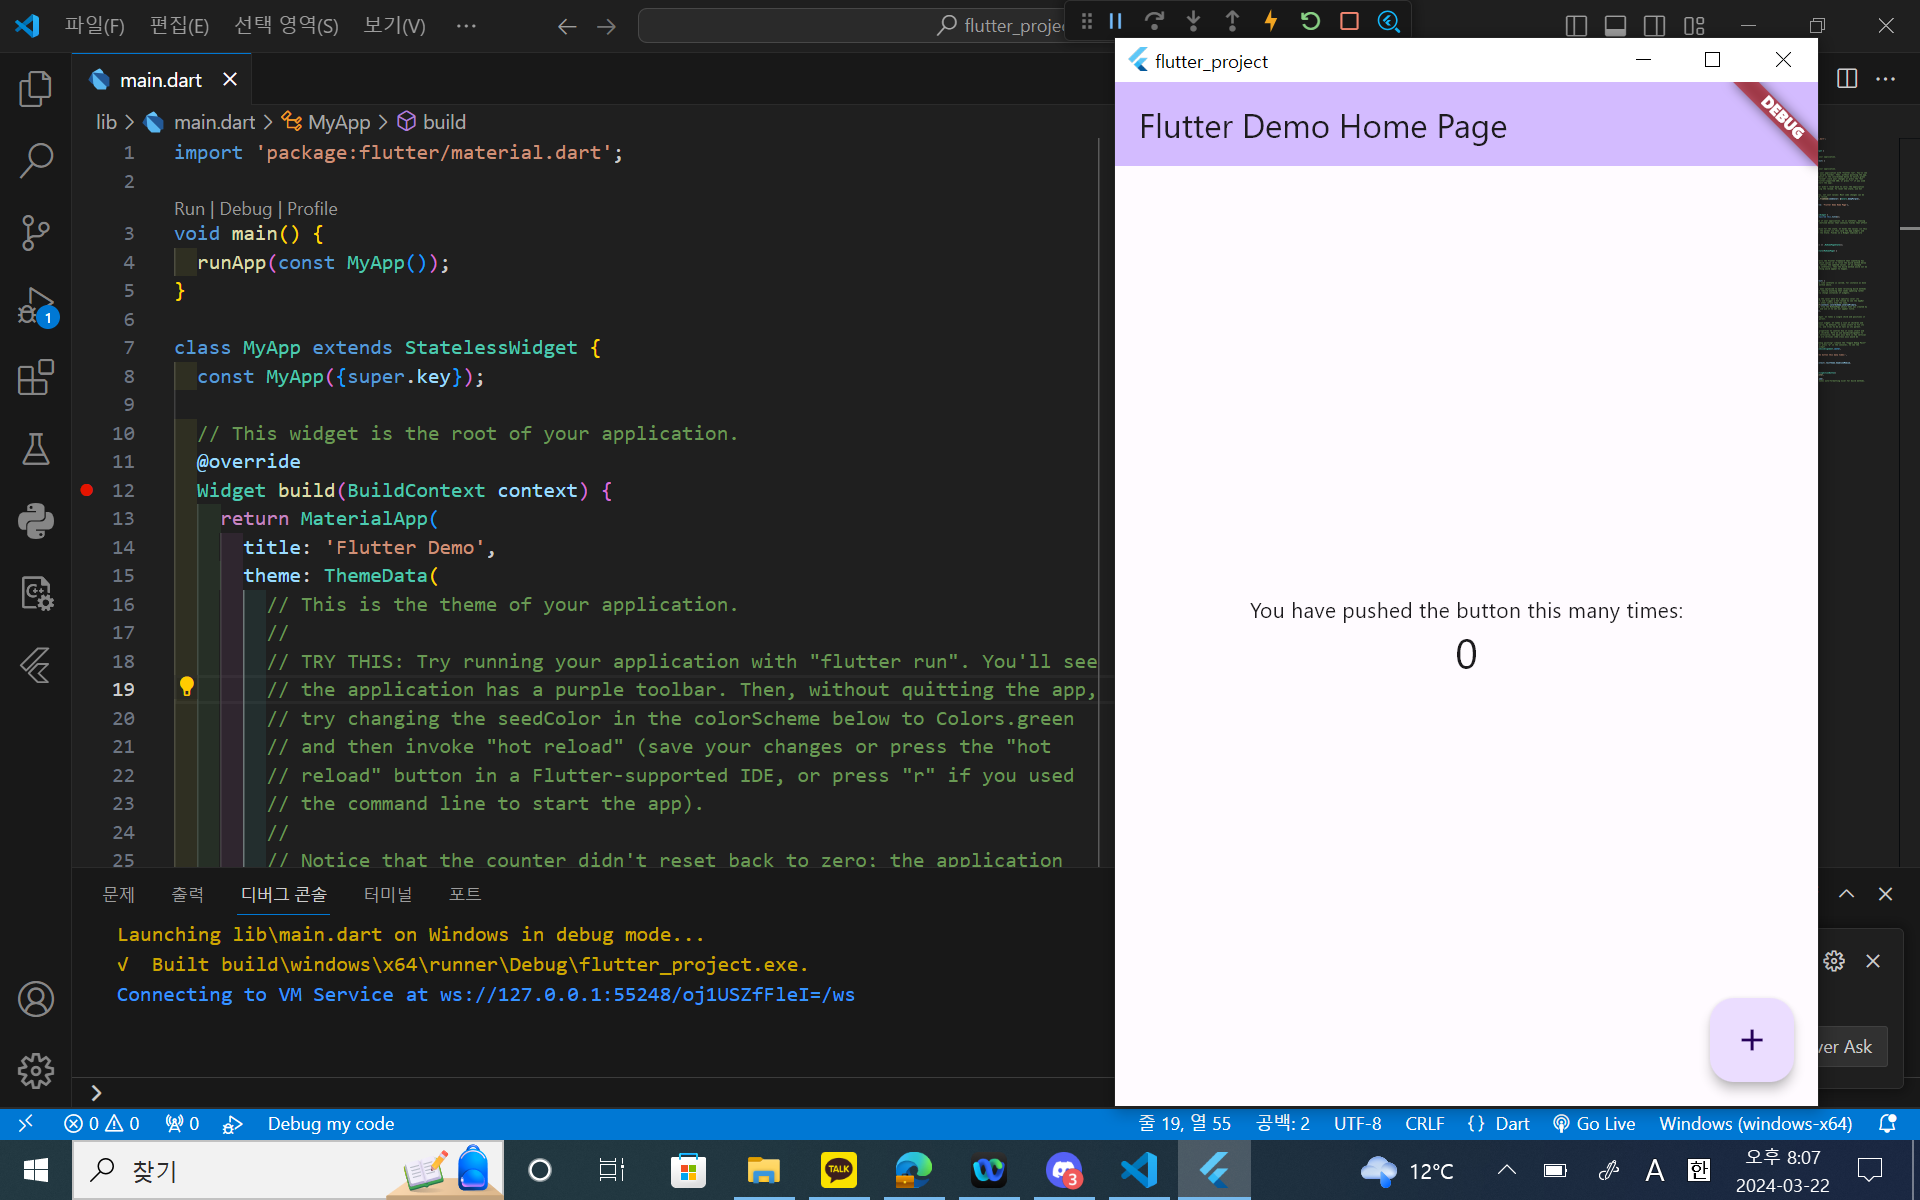 파일(F) 편집(E) 선택 영역(S) 보기(V) ··· flutter_proje
main.dart
lib > main.dart > MyApp > build
1 import 'package:flutter/material.dart';
2
Run | Debug | Profile
3 void main() {
4 runApp(const MyApp());
5 }
6
7 class MyApp extends StatelessWidget {
8 const MyApp({super.key});
9
10 // This widget is the root of your application.
11 @override
12 Widget build(BuildContext context) {
13 return MaterialApp(
14 title: 'Flutter Demo',
15 theme: ThemeData(
16 // This is the theme of your application.
17 //
18 // TRY THIS: Try running your application with "flutter run". You'll see
19 // the application has a purple toolbar. Then, without quitting the app,
20 // try changing the seedColor in the colorScheme below to Colors.green
21 // and then invoke "hot reload" (save your changes or press the "hot
22 // reload" button in a Flutter-supported IDE, or press "r" if you used
23 // the command line to start the app).
24 //
25 // Notice that the counter didn't reset back to zero; the application
1
flutter_project
Flutter Demo Home Page
DEBUG
You have pushed the button this many times:
0
+
문제 출력 디버그 콘솔 터미널 포트
Launching lib\main.dart on Windows in debug mode...
√ Built build\windows\x64\runner\Debug\flutter_project.exe.
Connecting to VM Service at ws://127.0.0.1:55248/oj1USZfFleI=/ws
ver Ask
>
0 0 0 Debug my code 줄 19, 열 55 공백: 2 UTF-8 CRLF {} Dart Go Live Windows (windows-x64)
찾기 TALK 3 12°C A 한 오후 8:07
2024-03-22